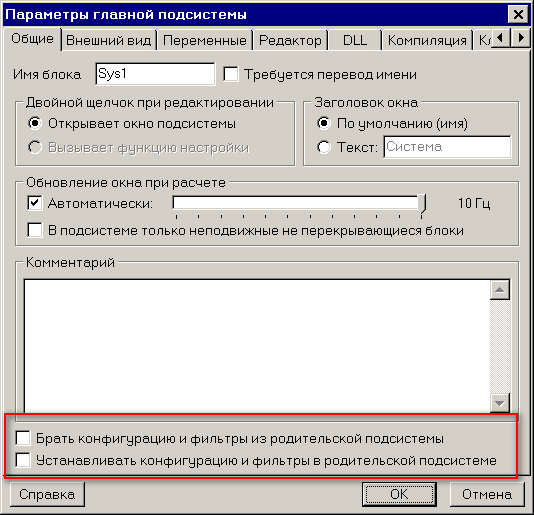 Параметры главной подсистемы
Общие Внешний вид Переменные Редактор DLL Компиляция
Имя блока Sys1 Требуется перевод имени
Двойной щелчок при редактировании Заголовок окна
Открывает окно подсистемы По умолчанию (имя)
Вызывает функцию настройки Текст: Система
Обновление окна при расчете
Автоматически: 10 Гц
В подсистеме только неподвижные не перекрывающиеся блоки
Комментарий
Брать конфигурацию и фильтры из родительской подсистемы
Устанавливать конфигурацию и фильтры в родительской подсистеме
Справка OK Отмена